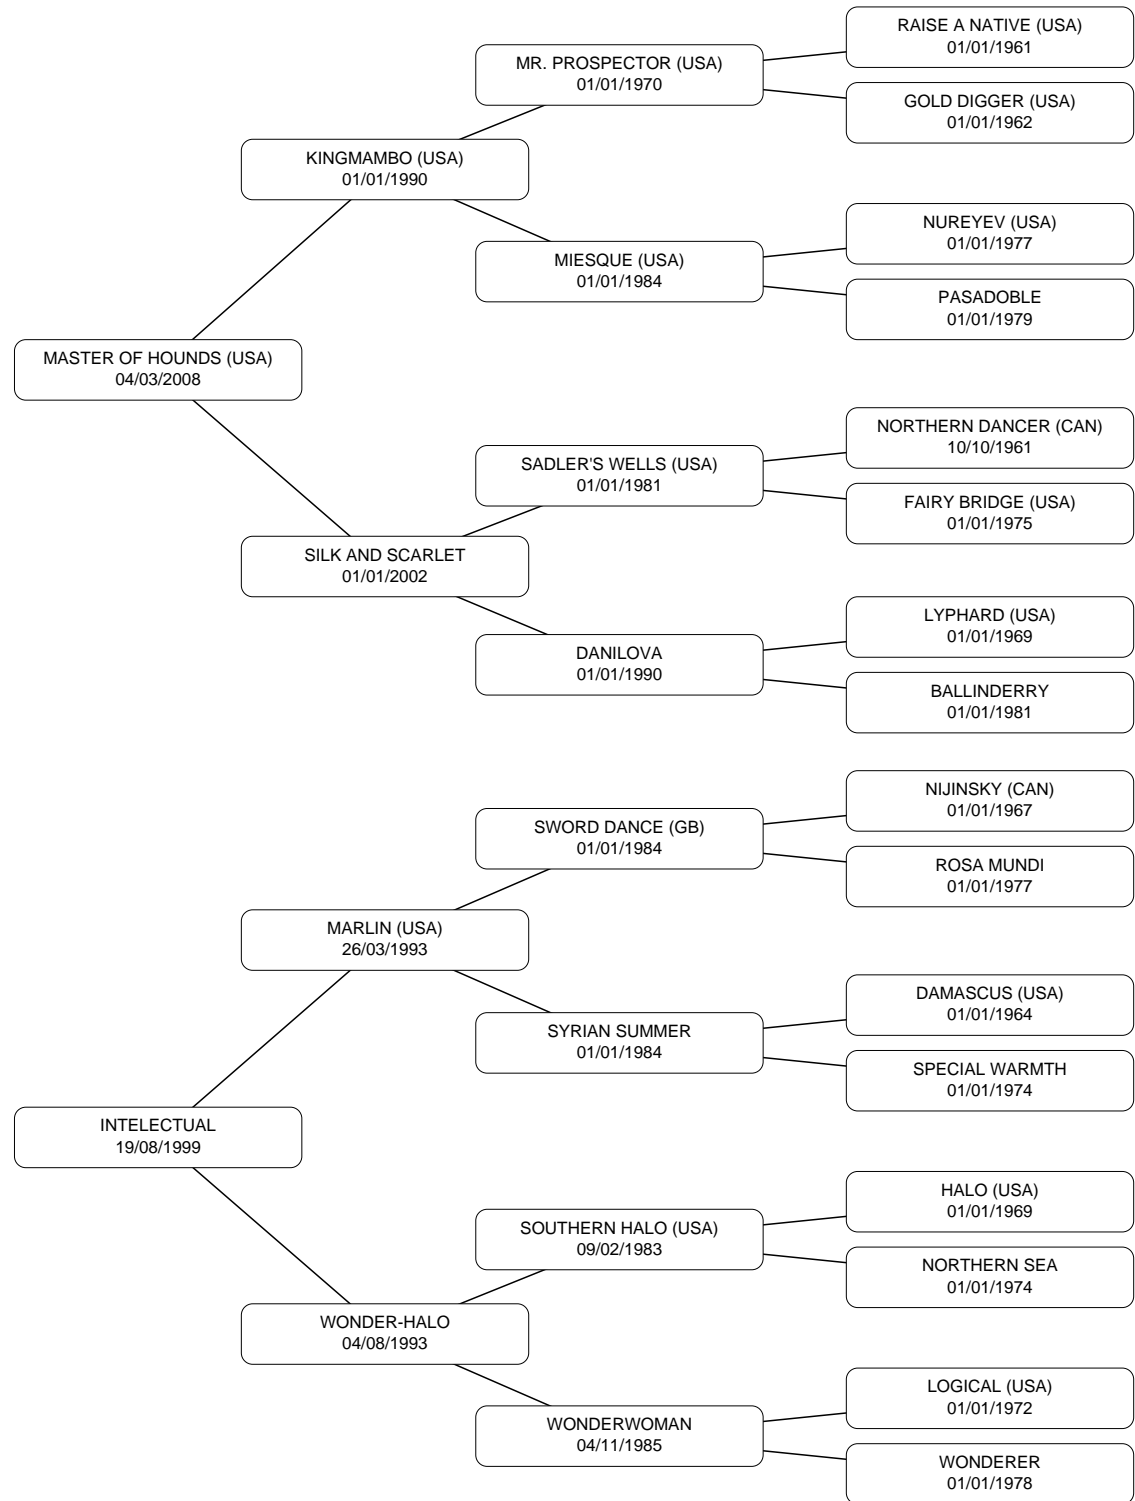 RAISE A NATIVE (USA)
01/01/1961
MR. PROSPECTOR (USA)
01/01/1970
GOLD DIGGER (USA)
01/01/1962
KINGMAMBO (USA)
01/01/1990
NUREYEV (USA)
01/01/1977
MIESQUE (USA)
01/01/1984
PASADOBLE
01/01/1979
MASTER OF HOUNDS (USA)
04/03/2008
NORTHERN DANCER (CAN)
10/10/1961
SADLER'S WELLS (USA)
01/01/1981
FAIRY BRIDGE (USA)
01/01/1975
SILK AND SCARLET
01/01/2002
LYPHARD (USA)
01/01/1969
DANILOVA
01/01/1990
BALLINDERRY
01/01/1981
NIJINSKY (CAN)
01/01/1967
SWORD DANCE (GB)
01/01/1984
ROSA MUNDI
01/01/1977
MARLIN (USA)
26/03/1993
DAMASCUS (USA)
01/01/1964
SYRIAN SUMMER
01/01/1984
SPECIAL WARMTH
01/01/1974
INTELECTUAL
19/08/1999
HALO (USA)
01/01/1969
SOUTHERN HALO (USA)
09/02/1983
NORTHERN SEA
01/01/1974
WONDER-HALO
04/08/1993
LOGICAL (USA)
01/01/1972
WONDERWOMAN
04/11/1985
WONDERER
01/01/1978